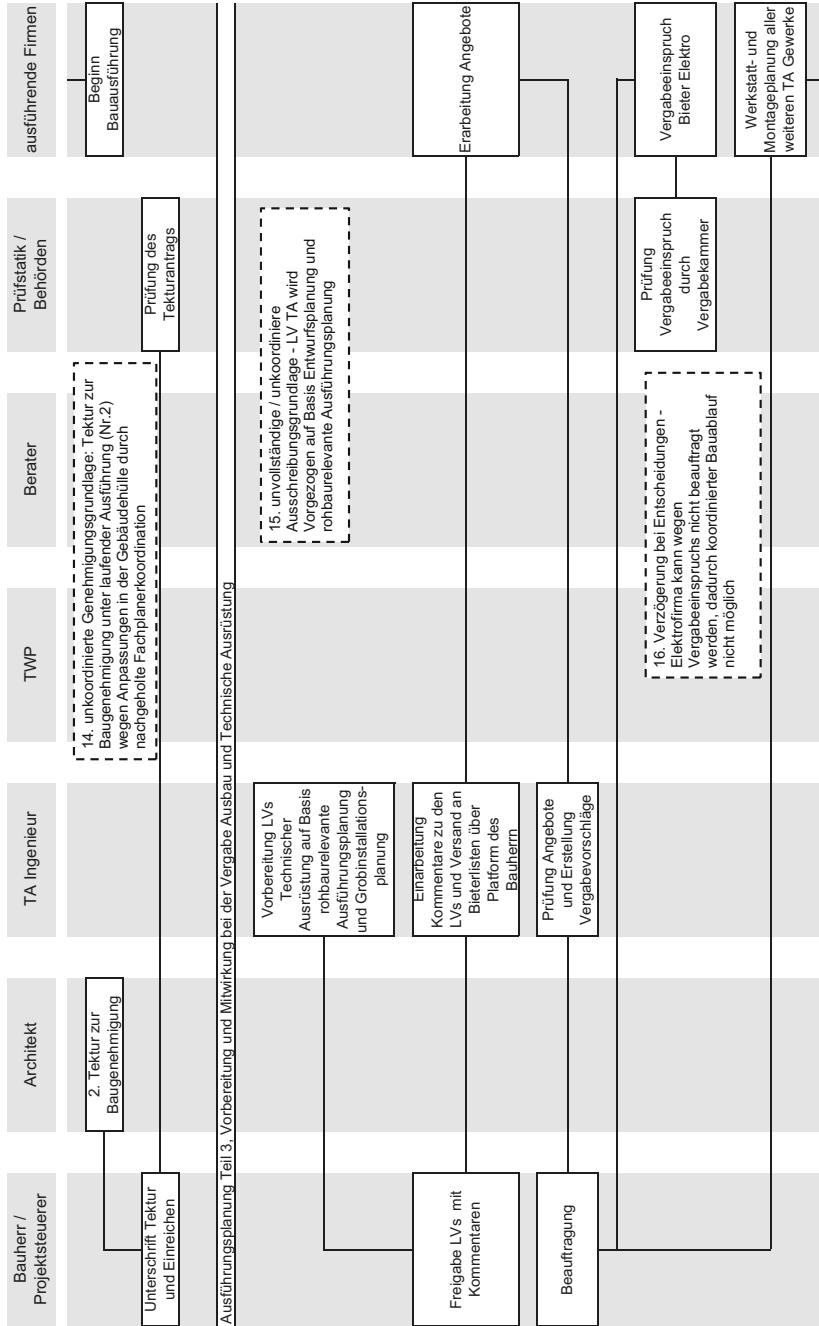 Bauherr /
Projektsteuerer
Architekt
TA Ingenieur
TWP
Berater
Prüfstatik /
Behörden
ausführende Firmen
Beginn
Bauausführung
2. Tektur zur
Baugenehmigung
14. unkoordinierte Genehmigungsgrundlage: Tektur zur
Baugenehmigung unter laufender Ausführung (Nr.2)
wegen Anpassungen in der Gebäudehülle durch
nachgeholte Fachplanerkoordination
Unterschrift Tektur
und Einreichen
Prüfung des
Tekturantrags
Ausführungsplanung Teil 3, Vorbereitung und Mitwirkung bei der Vergabe Ausbau und Technische Ausrüstung
Vorbereitung LVs
Technischer
Ausrüstung auf Basis
rohbaurelevante
Ausführungsplanung
und Grobinstallations-
planung
15. unvollständige / unkoordiniere
Ausschreibungsgrundlage - LV TA wird
Vorgezogen auf Basis Entwurfsplanung und
rohbaurelevante Ausführungsplanung
Freigabe LVs mit
Kommentaren
Einarbeitung
Kommentare zu den
LVs und Versand an
Bieterlisten über
Platform des
Bauherrn
Erarbeitung Angebote
Beauftragung
Prüfung Angebote
und Erstellung
Vergabevorschläge
16. Verzögerung bei Entscheidungen -
Elektrofirma kann wegen
Vergabeeinspruchs nicht beauftragt
werden, dadurch koordinierter Bauablauf
nicht möglich
Prüfung
Vergabeeinspruch
durch
Vergabekammer
Vergabeeinspruch
Bieter Elektro
Werkstatt- und
Montageplanung aller
weiteren TA Gewerke